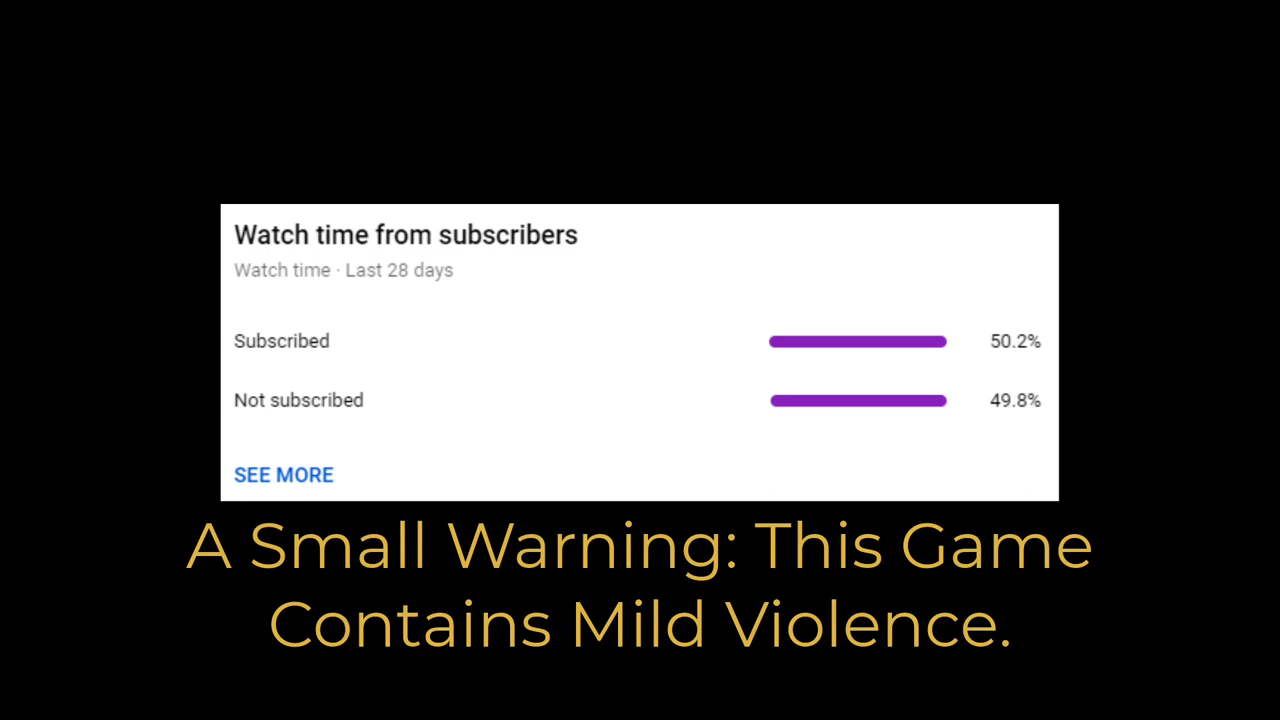 Watch time from subscribers
Watch time · Last 28 days
Subscribed 50.2%
Not subscribed 49.8%
SEE MORE
A Small Warning: This Game
Contains Mild Violence.